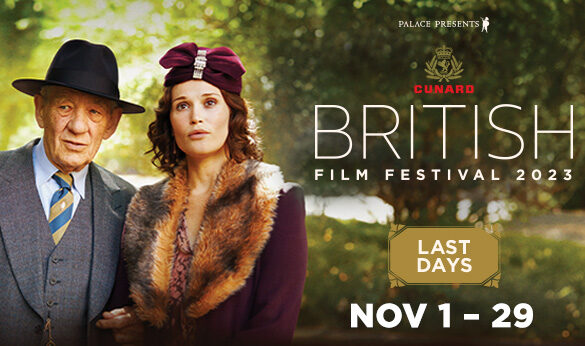 PALACE PRESENTS
CUNARD
BRITISH
FILM FESTIVAL 2023
LAST
DAYS
NOV 1 – 29